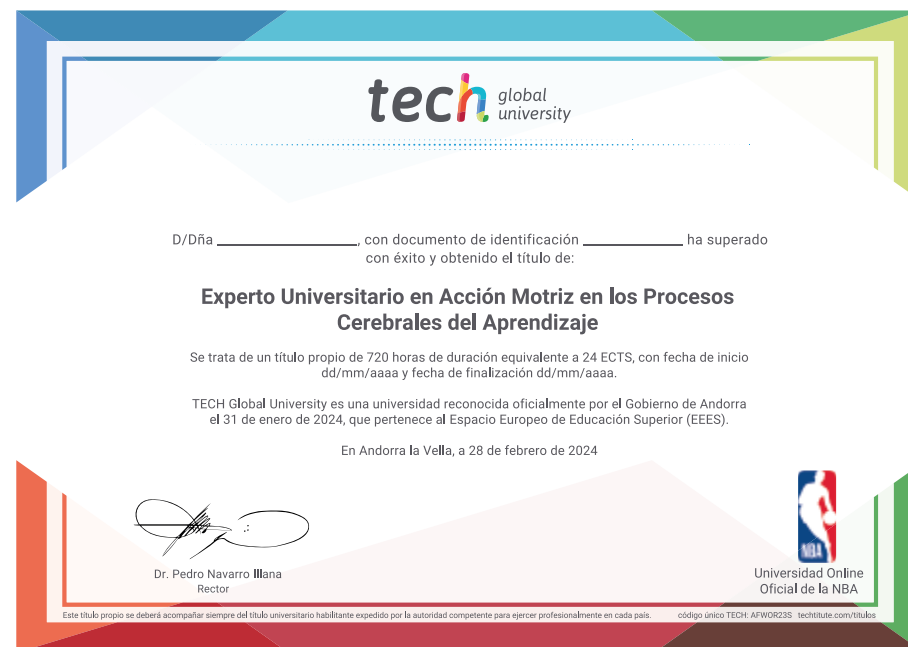 tech global university
D/Dña ____________________, con documento de identificación ______________ ha superado
con éxito y obtenido el título de:
Experto Universitario en Acción Motriz en los Procesos
Cerebrales del Aprendizaje
Se trata de un título propio de 720 horas de duración equivalente a 24 ECTS, con fecha de inicio
dd/mm/aaaa y fecha de finalización dd/mm/aaaa.
TECH Global University es una universidad reconocida oficialmente por el Gobierno de Andorra
el 31 de enero de 2024, que pertenece al Espacio Europeo de Educación Superior (EEES).
En Andorra la Vella, a 28 de febrero de 2024
Dr. Pedro Navarro Illana
Rector
NBA
Universidad Online
Oficial de la NBA
Este título propio se deberá acompañar siempre del título universitario habilitante expedido por la autoridad competente para ejercer profesionalmente en cada país. código único TECH: AFWOR23S techtitute.com/titulos